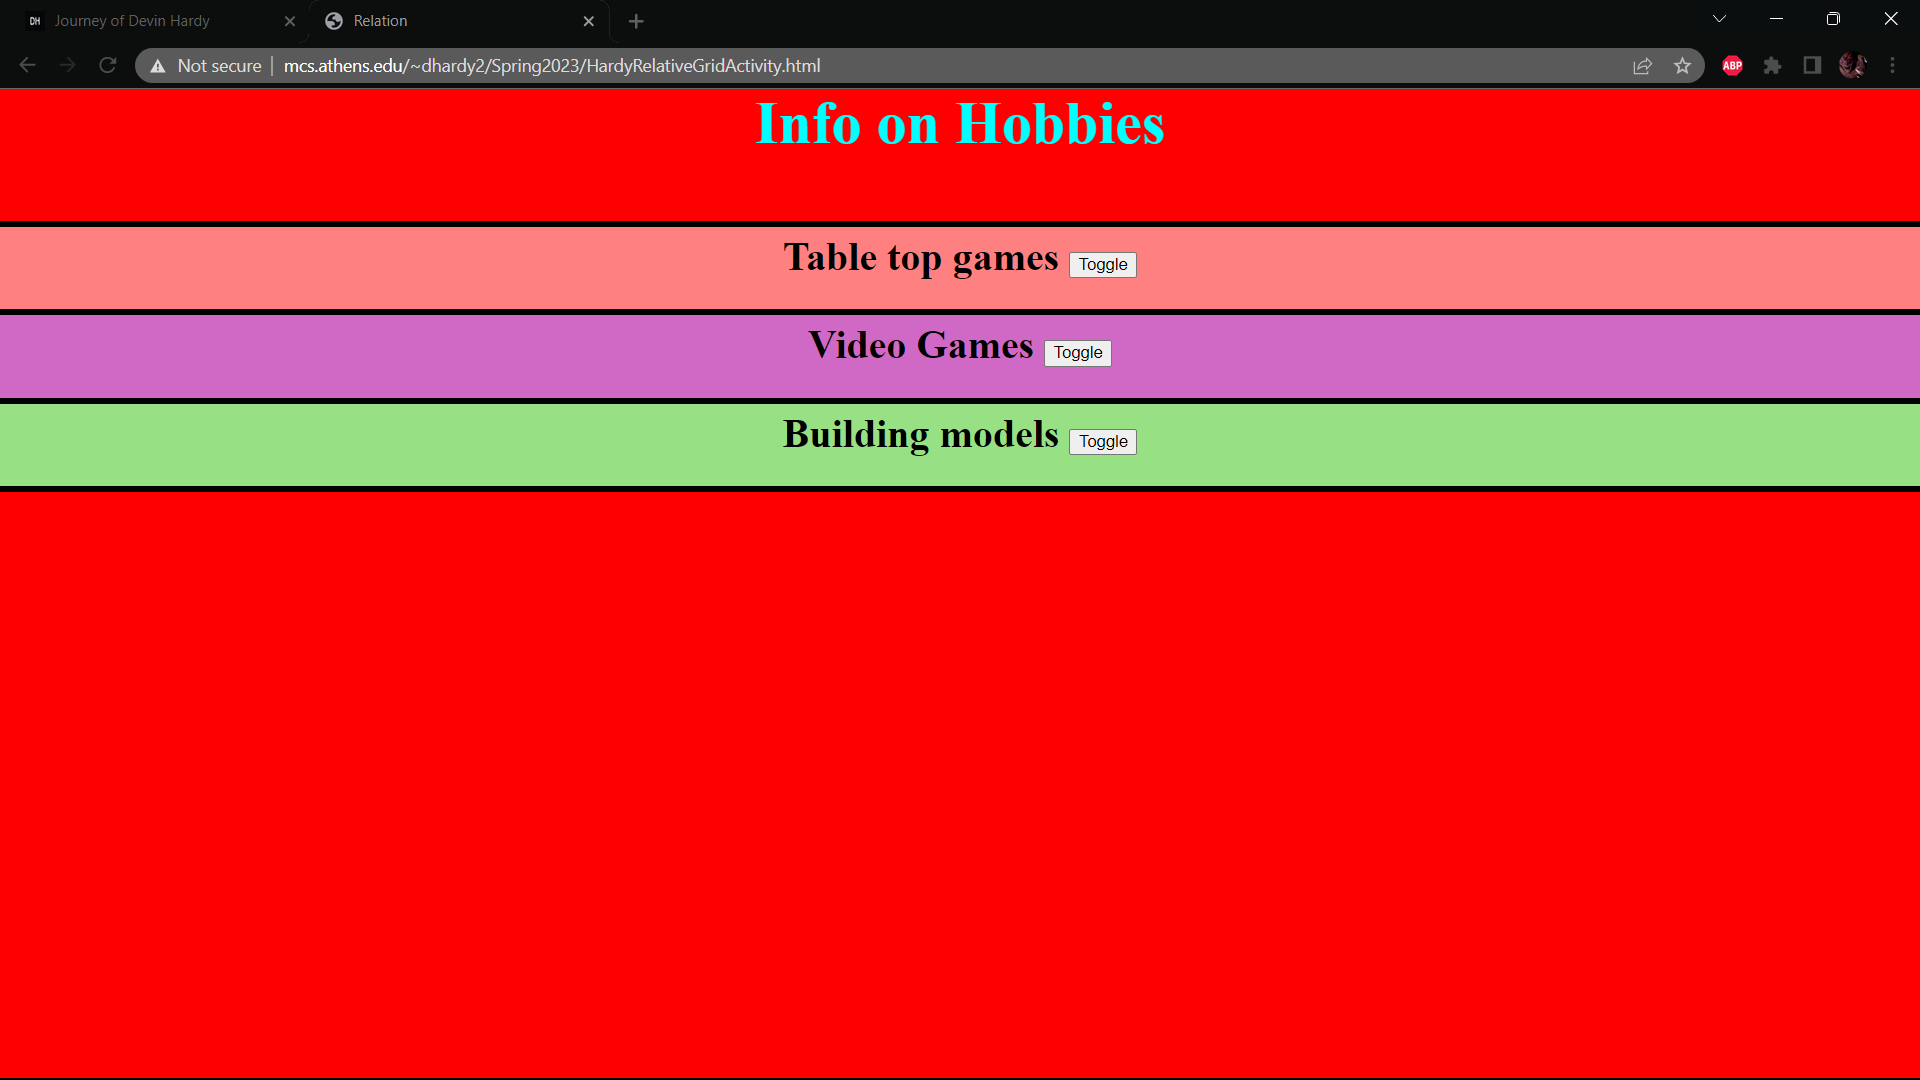 DH Journey of Devin Hardy
Relation
Not secure | mcs.athens.edu/~dhardy2/Spring2023/HardyRelativeGridActivity.html
ABP
Info on Hobbies
Table top games Toggle
Video Games Toggle
Building models Toggle